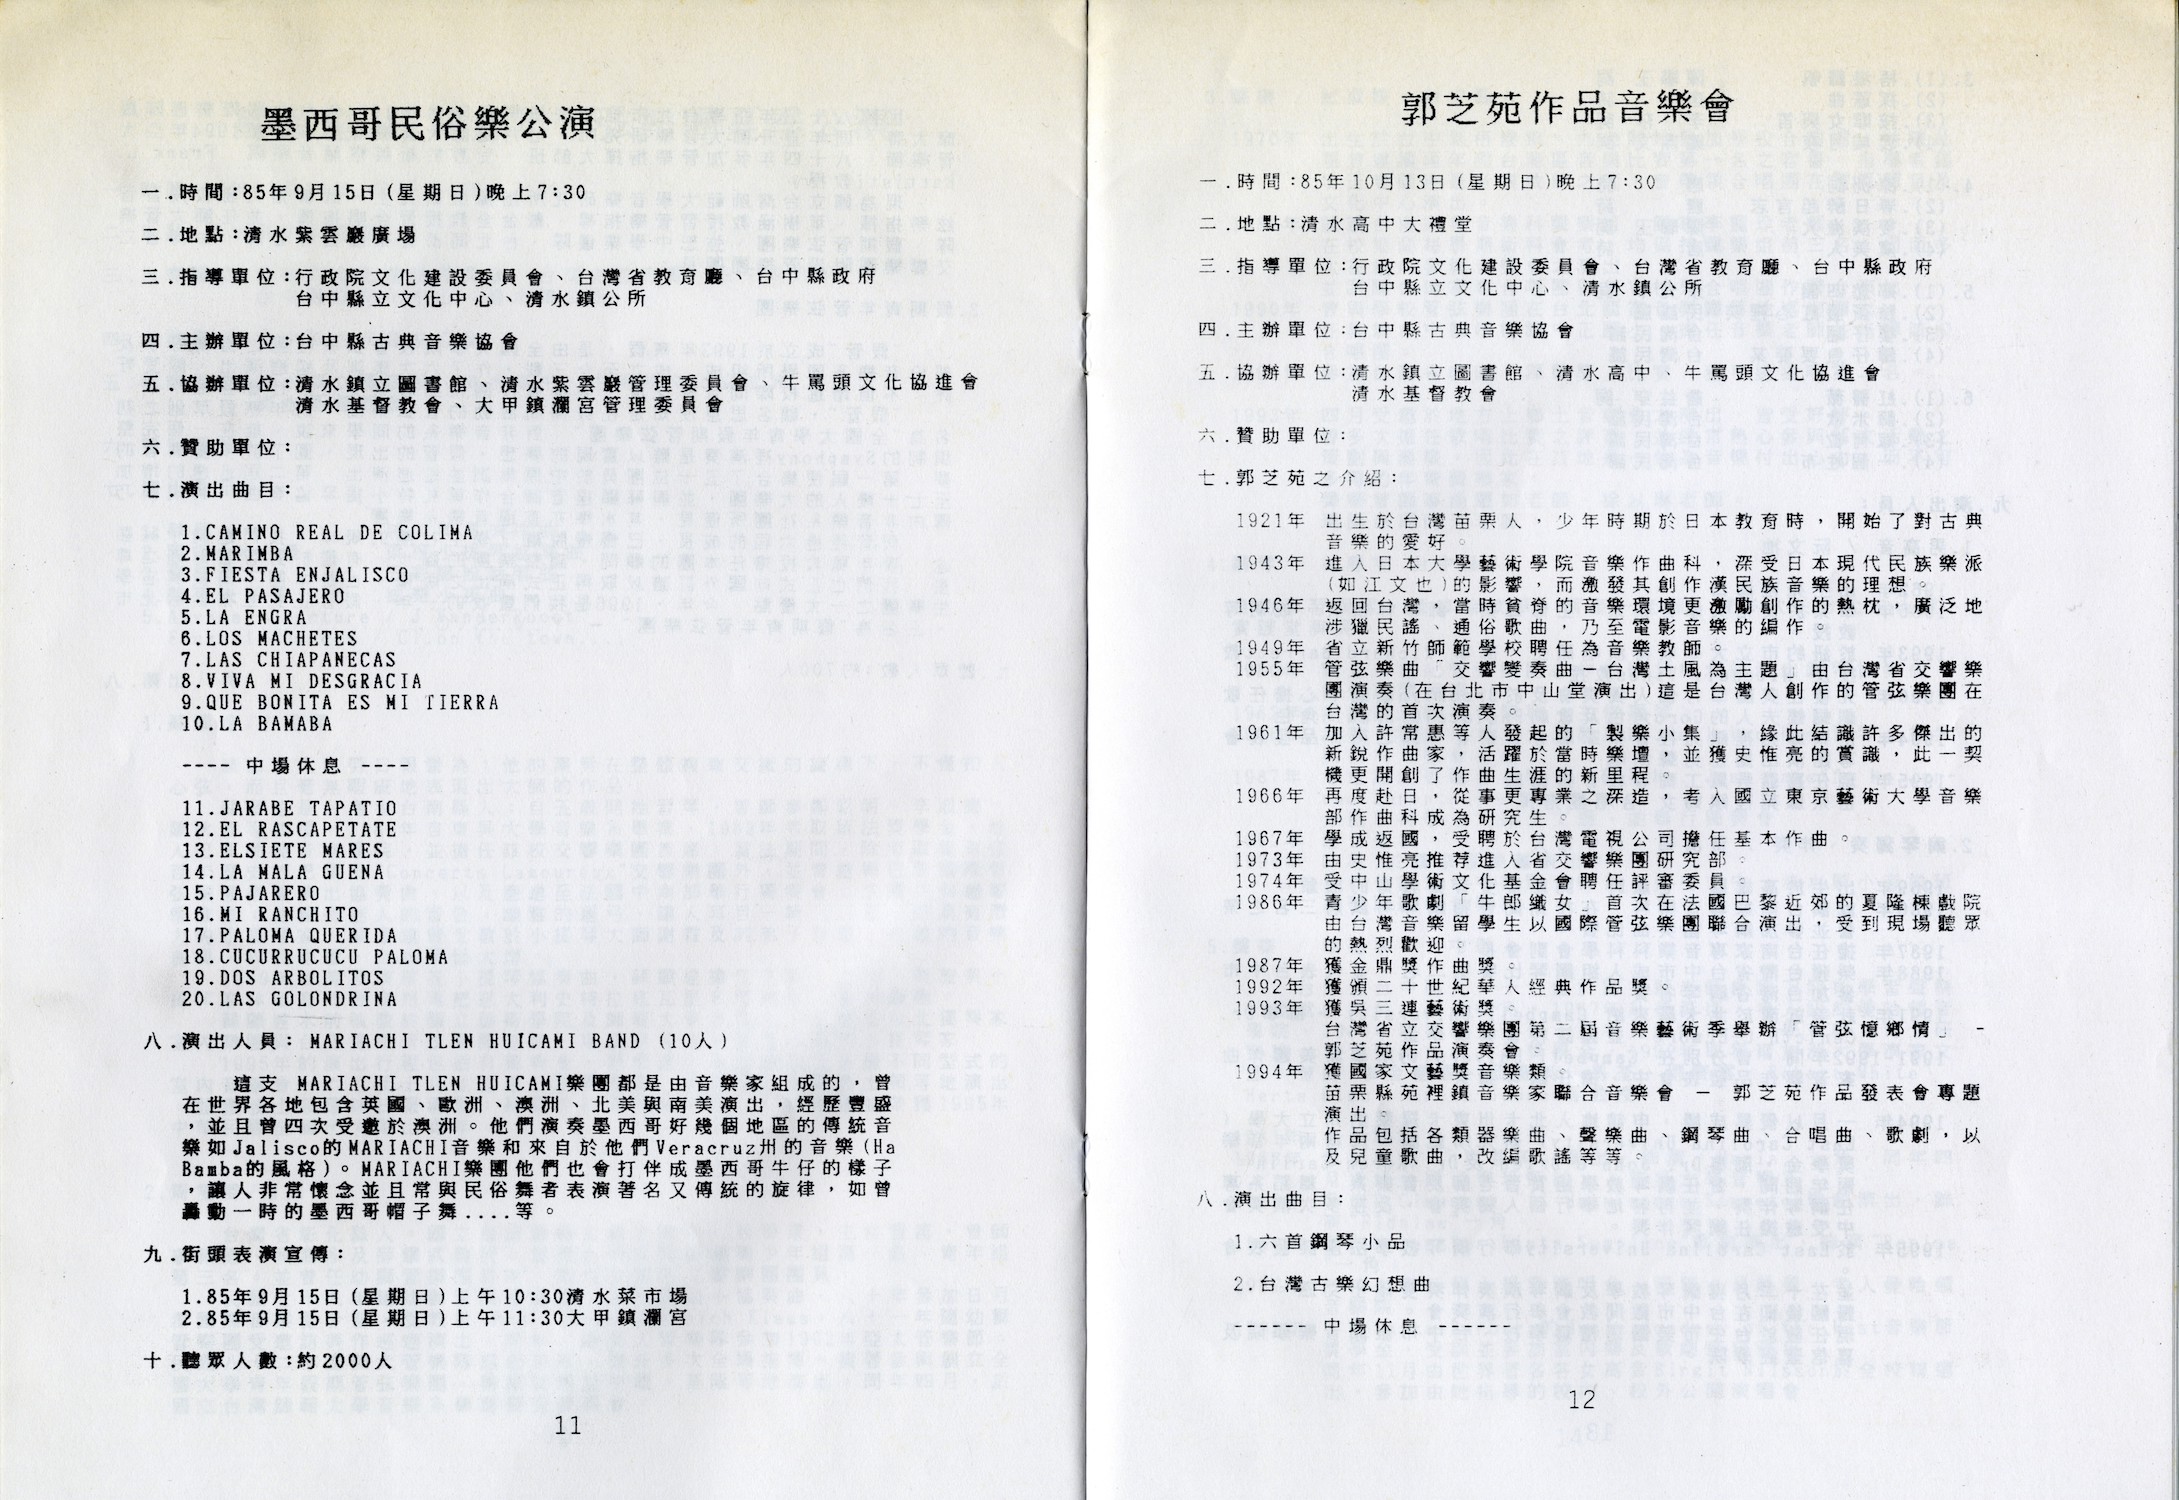 墨西哥民俗樂公演
一.時間:85年9月15日(星期日)晚上7:30
二.地點:清水紫雲巖廣場
三.指導單位:行政院文化建設委員會、台灣省教育廳、台中縣政府
台中縣立文化中心、清水鎮公所
四.主辦單位:台中縣古典音樂協會
五.協辦單位:清水鎮立圖書館、清水紫雲巖管理委員會、牛罵頭文化協進會
清水基督教會、大甲鎮瀾宮管理委員會
六.贊助單位:
七.演出曲目:
1.CAMINO REAL DE COLIMA
2.MARIMBA
3.FIESTA ENJALISCO
4.EL PASAJERO
5.LA ENGRA
6.LOS MACHETES
7.LAS CHIAPANECAS
8.VIVA MI DESGRACIA
9.QUE BONITA ES MI TIERRA
10.LA BAMABA
---- 中場休息 ----
11.JARABE TAPATIO
12.EL RASCAPETATE
13.ELSIETE MARES
14.LA MALA GUENA
15.PAJARERO
16.MI RANCHITO
17.PALOMA QUERIDA
18.CUCURRUCUCU PALOMA
19.DOS ARBOLITOS
20.LAS GOLONDRINA
八.演出人員: MARIACHI TLEN HUICAMI BAND (10人)
這支 MARIACHI TLEN HUICAMI樂團都是由音樂家組成的，曾
在世界各地包含英國、歐洲、澳洲、北美與南美演出，經歷豐盛
，並且曾四次受邀於澳洲。他們演奏墨西哥好幾個地區的傳統音
樂如Jalisco的MARIACHI音樂和來自於他們Veracruz州的音樂(Ha
Bamba的風格)。MARIACHI樂團他們也會打伴成墨西哥牛仔的樣子
，讓人非常懷念並且常與民俗舞者表演著名又傳統的旋律，如曾
轟動一時的墨西哥帽子舞....等。
九.街頭表演宣傳:
1.85年9月15日(星期日)上午10:30清水菜市場
2.85年9月15日(星期日)上午11:30大甲鎮瀾宮
十.聽眾人數:約2000人
11
郭芝苑作品音樂會
一.時間:85年10月13日(星期日)晚上7:30
二.地點:清水高中大禮堂
三.指導單位:行政院文化建設委員會、台灣省教育廳、台中縣政府
台中縣立文化中心、清水鎮公所
四.主辦單位:台中縣古典音樂協會
五.協辦單位:清水鎮立圖書館、清水高中、牛罵頭文化協進會
清水基督教會
六.贊助單位:
七.郭芝苑之介紹:
1921年 出生於台灣苗栗人，少年時期於日本教育時，開始了對古典
音樂的愛好。
1943年 進入日本大學藝術學院音樂作曲科，深受日本現代民族樂派
(如江文也)的影響，而激發其創作漢民族音樂的理想。
1946年 返回台灣，當時貧脊的音樂環境更激勵創作的熱枕，廣泛地
涉獵民謠、通俗歌曲，乃至電影音樂的編作。
1949年 省立新竹師範學校聘任為音樂教師。
1955年 管弦樂曲「交響變奏曲－台灣土風為主題」由台灣省交響樂
團演奏(在台北市中山堂演出)這是台灣人創作的管弦樂團在
台灣的首次演奏。
1961年 加入許常惠等人發起的「製樂小集」，緣此結識許多傑出的
新銳作曲家，活躍於當時樂壇，並獲史惟亮的賞識，此一契
機更開創了作曲生涯的新里程。
1966年 再度赴日，從事更專業之深造，考入國立東京藝術大學音樂
部作曲科成為研究生。
1967年 學成返國，受聘於台灣電視公司擔任基本作曲。
1973年 由史惟亮推荐進入省交響樂團研究部。
1974年 受中山學術文化基金會聘任評審委員。
1986年 青少年歌劇「牛郎織女」首次在法國巴黎近郊的夏隆棟戲院
由台灣音樂留學生以國際管弦樂團聯合演出，受到現場聽眾
的熱烈歡迎。
1987年 獲金鼎獎作曲獎。
1992年 獲頒二十世紀華人經典作品獎。
1993年 獲吳三連藝術獎。
台灣省立交響樂團第二屆音樂藝術季舉辦「管弦憶鄉情」-
郭芝苑作品演奏會。
1994年 獲國家文藝獎音樂類。
苗栗縣苑裡鎮音樂家聯合音樂會 － 郭芝苑作品發表會專題
演出。
作品包括各類器樂曲、聲樂曲、鋼琴曲、合唱曲、歌劇，以
及兒童歌曲，改編歌謠等等。
八.演出曲目:
1.六首鋼琴小品
2.台灣古樂幻想曲
------ 中場休息 ------
12